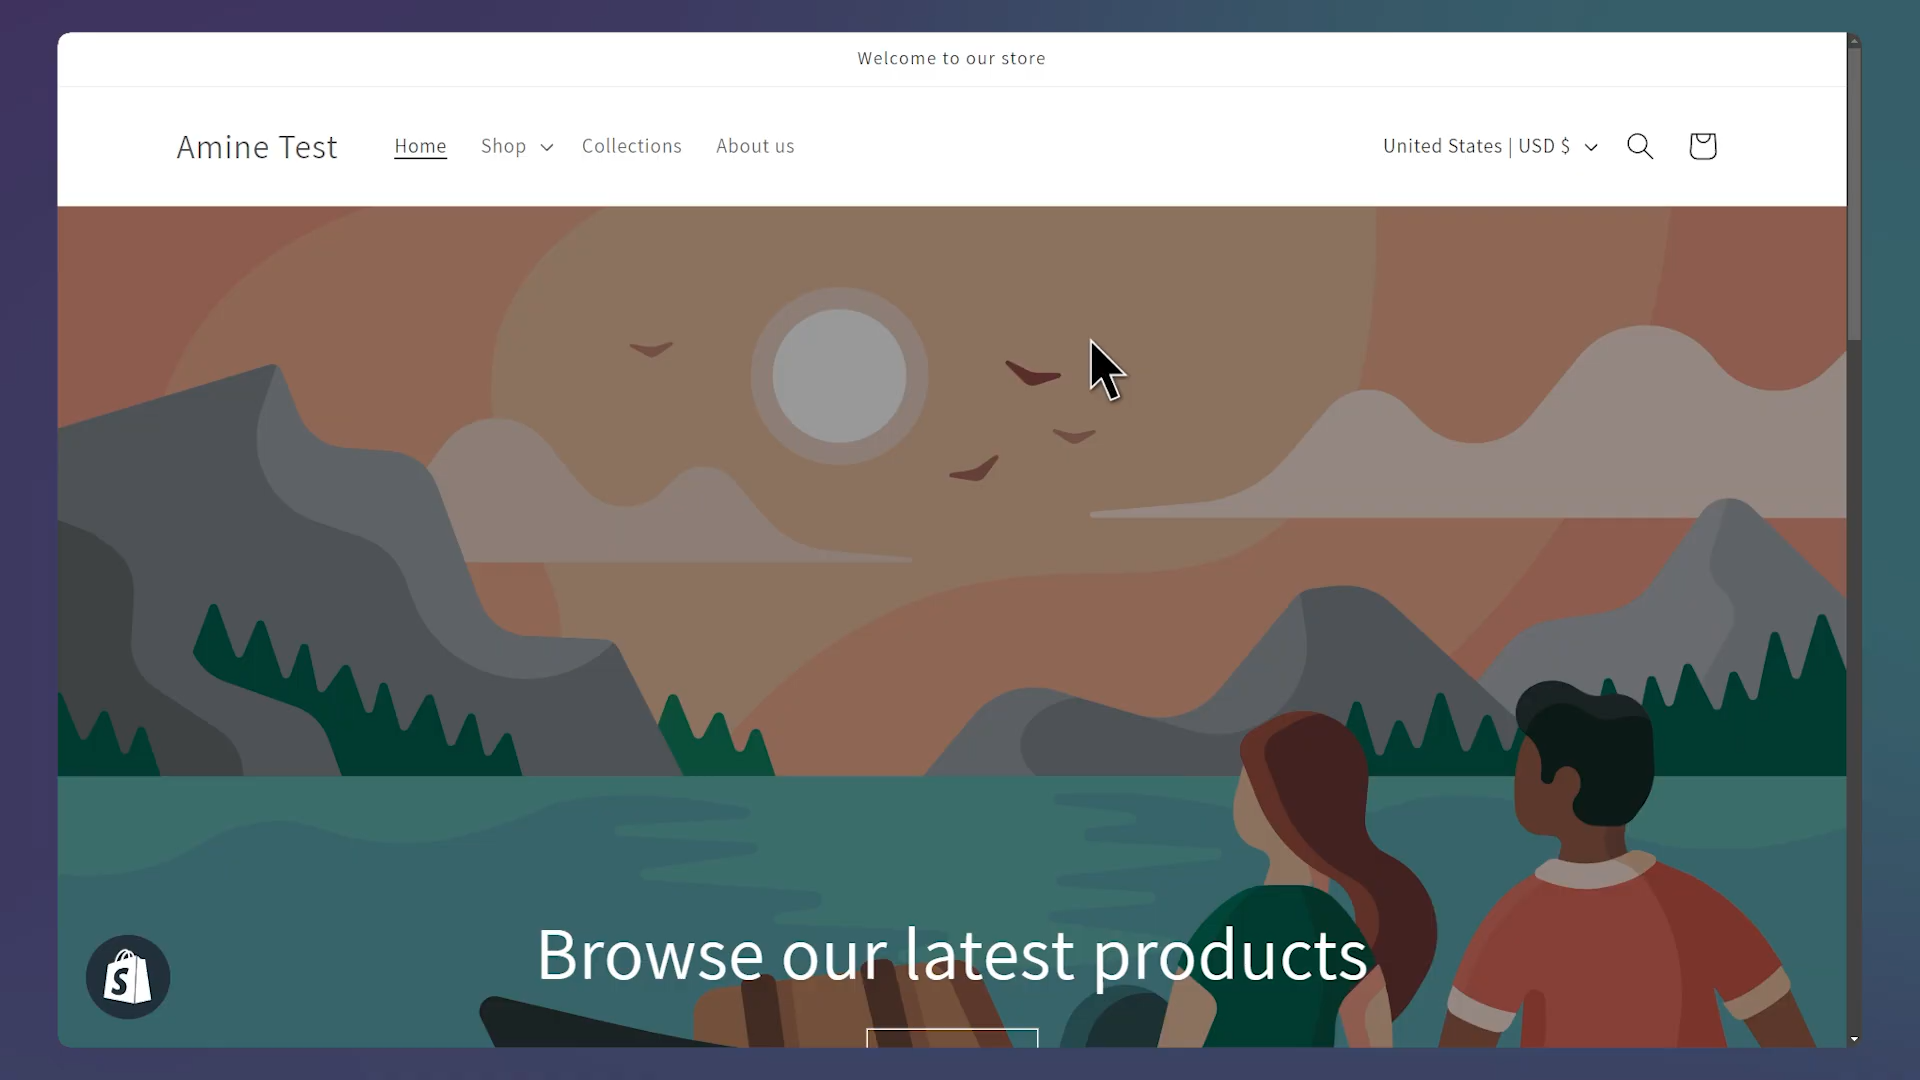 Welcome to our store
Amine Test
Home Shop Collections About us
United States | USD $
Browse our latest products